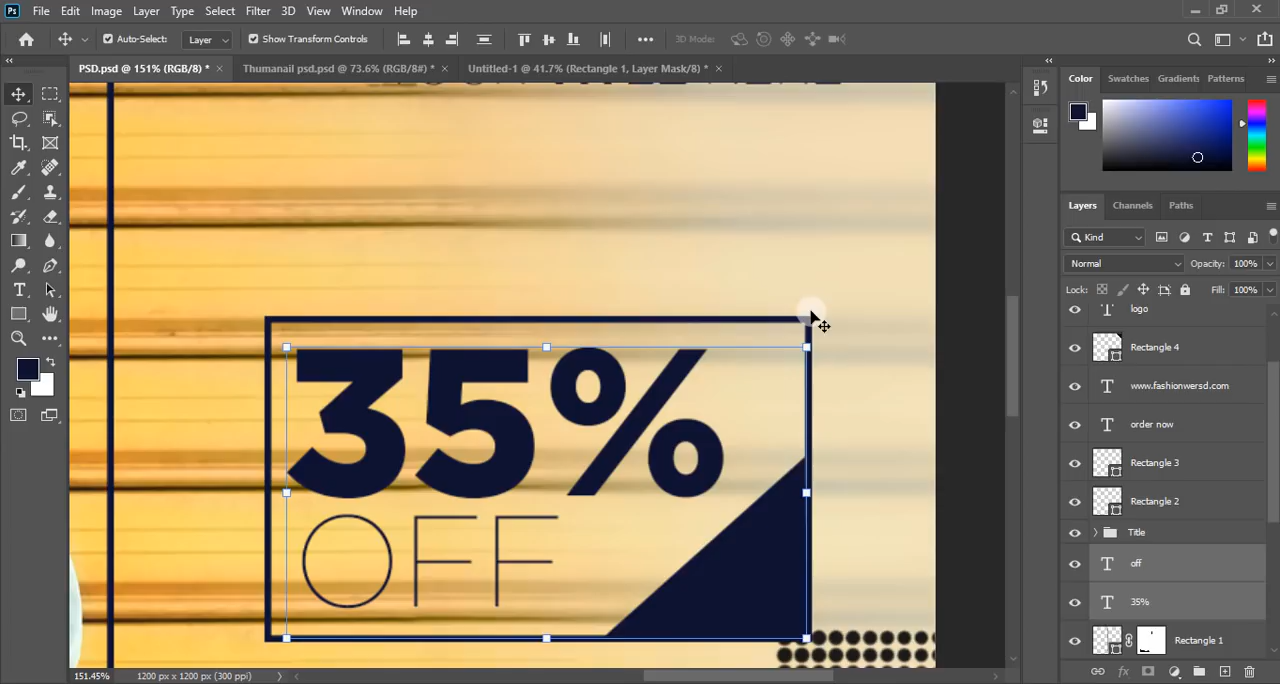 Ps File Edit Image Layer Type Select Filter 3D View Window Help
Auto-Select: Layer Show Transform Controls 3D Mode:
PSD.psd @ 151% (RGB/8) * × Thumanail psd.psd @ 73.6% (RGB/8#) * × Untitled-1 @ 41.7% (Rectangle 1, Layer Mask/8) * ×
Color Swatches Gradients Patterns
35%
OFF
Layers Channels Paths
Kind
Normal Opacity: 100%
Lock: Fill: 100%
logo
Rectangle 4
www.fashionwersd.com
order now
Rectangle 3
Rectangle 2
Title
off
35%
Rectangle 1
151.45% 1200 px x 1200 px (300 ppi)